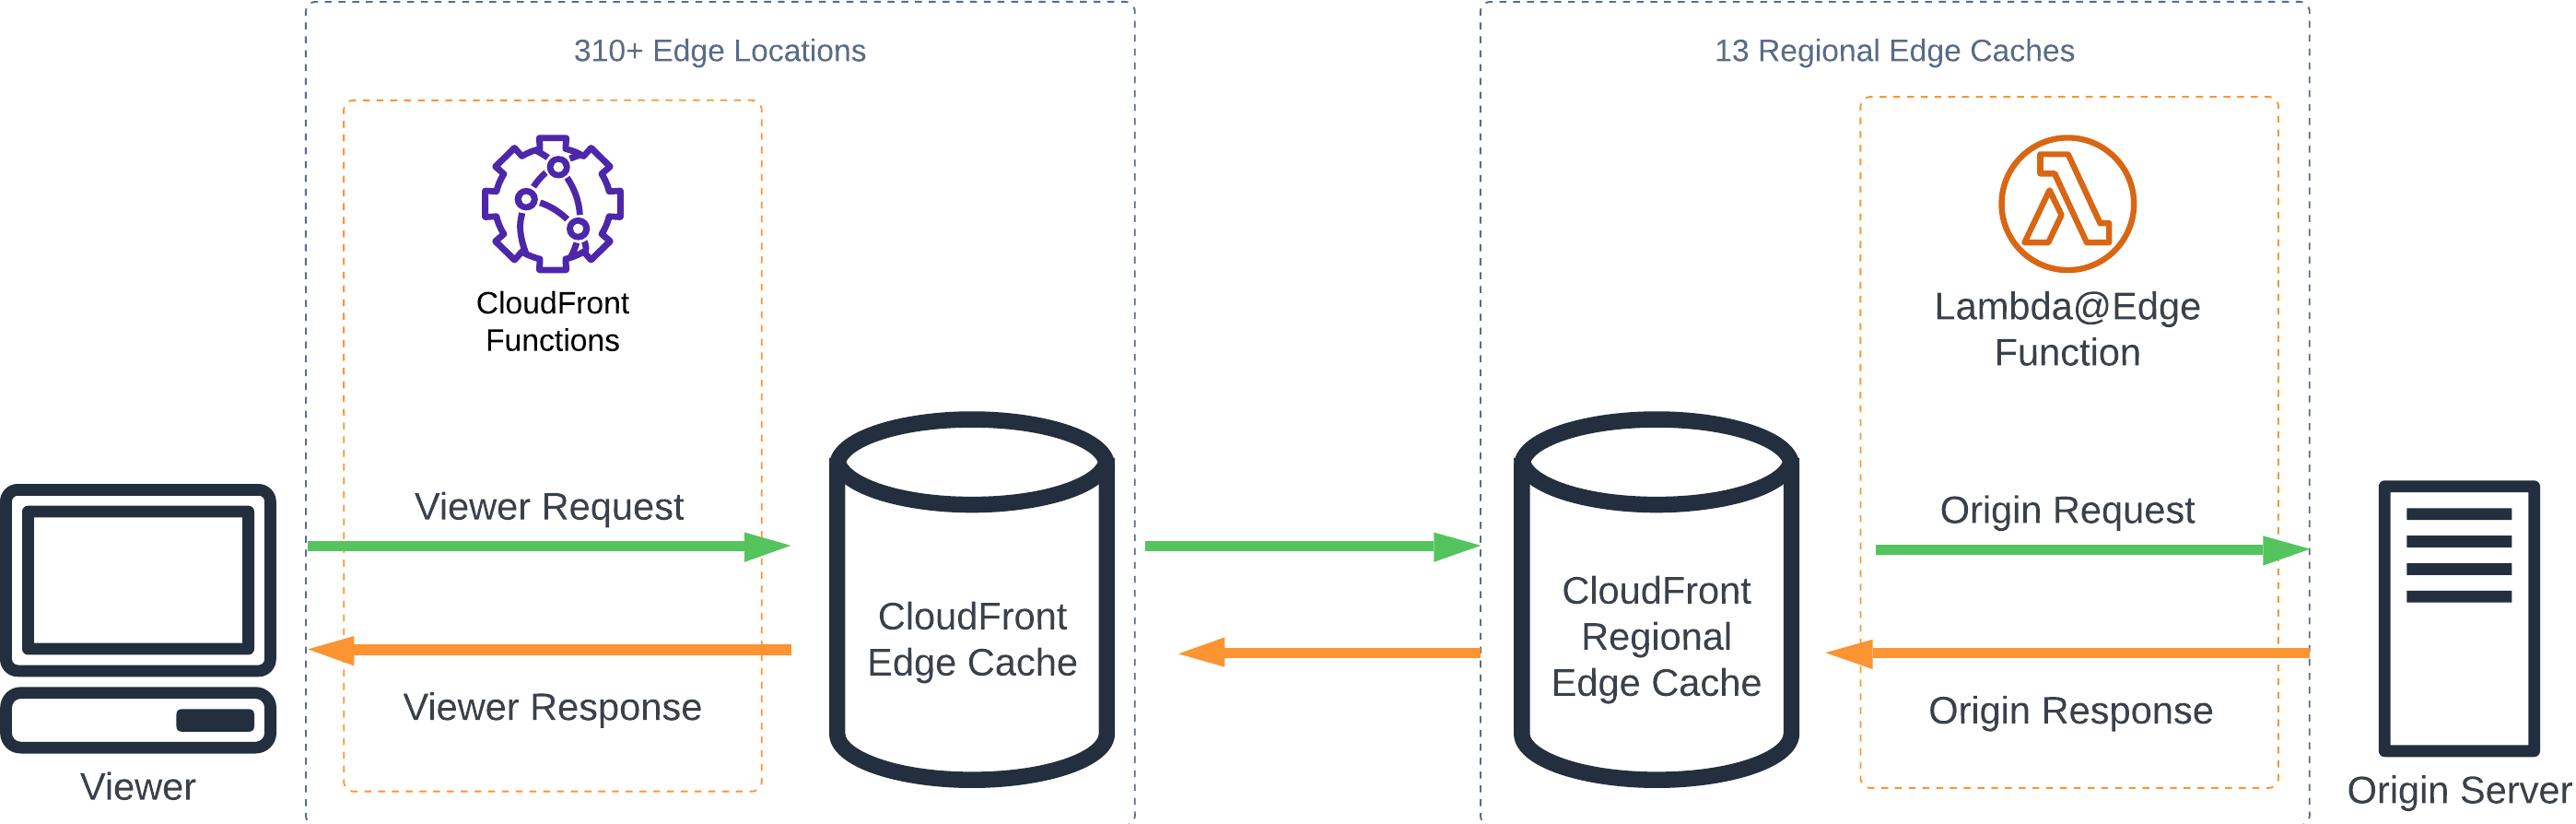 310+ Edge Locations
13 Regional Edge Caches
CloudFront
Functions
Lambda@Edge
Function
Viewer Request
Origin Request
CloudFront
Edge Cache
CloudFront
Regional
Edge Cache
Viewer Response
Origin Response
Viewer
Origin Server